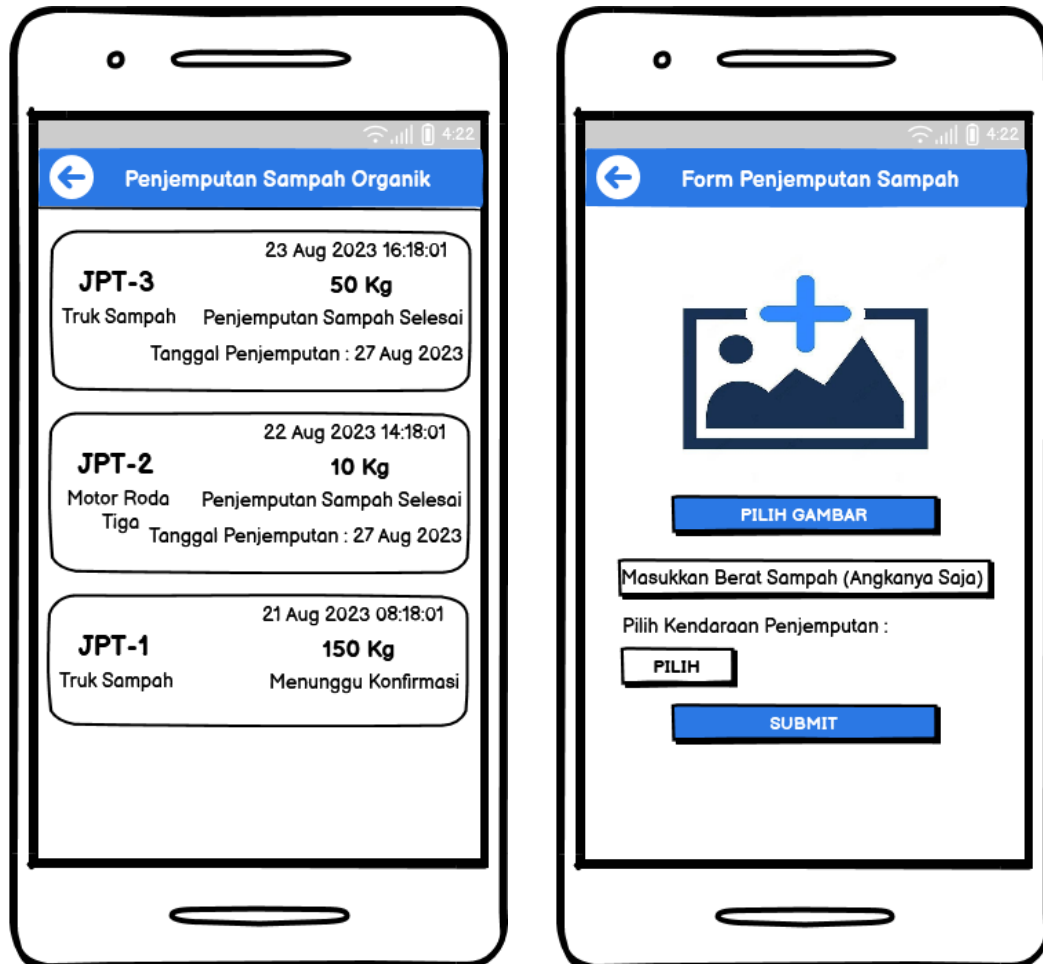 4:22
Penjemputan Sampah Organik
23 Aug 2023 16:18:01
JPT-3
50 Kg
Truk Sampah
Penjemputan Sampah Selesai
Tanggal Penjemputan : 27 Aug 2023
22 Aug 2023 14:18:01
JPT-2
10 Kg
Motor Roda
Tiga
Penjemputan Sampah Selesai
Tanggal Penjemputan : 27 Aug 2023
21 Aug 2023 08:18:01
JPT-1
150 Kg
Truk Sampah
Menunggu Konfirmasi
4:22
Form Penjemputan Sampah
PILIH GAMBAR
Masukkan Berat Sampah (Angkanya Saja)
Pilih Kendaraan Penjemputan :
PILIH
SUBMIT